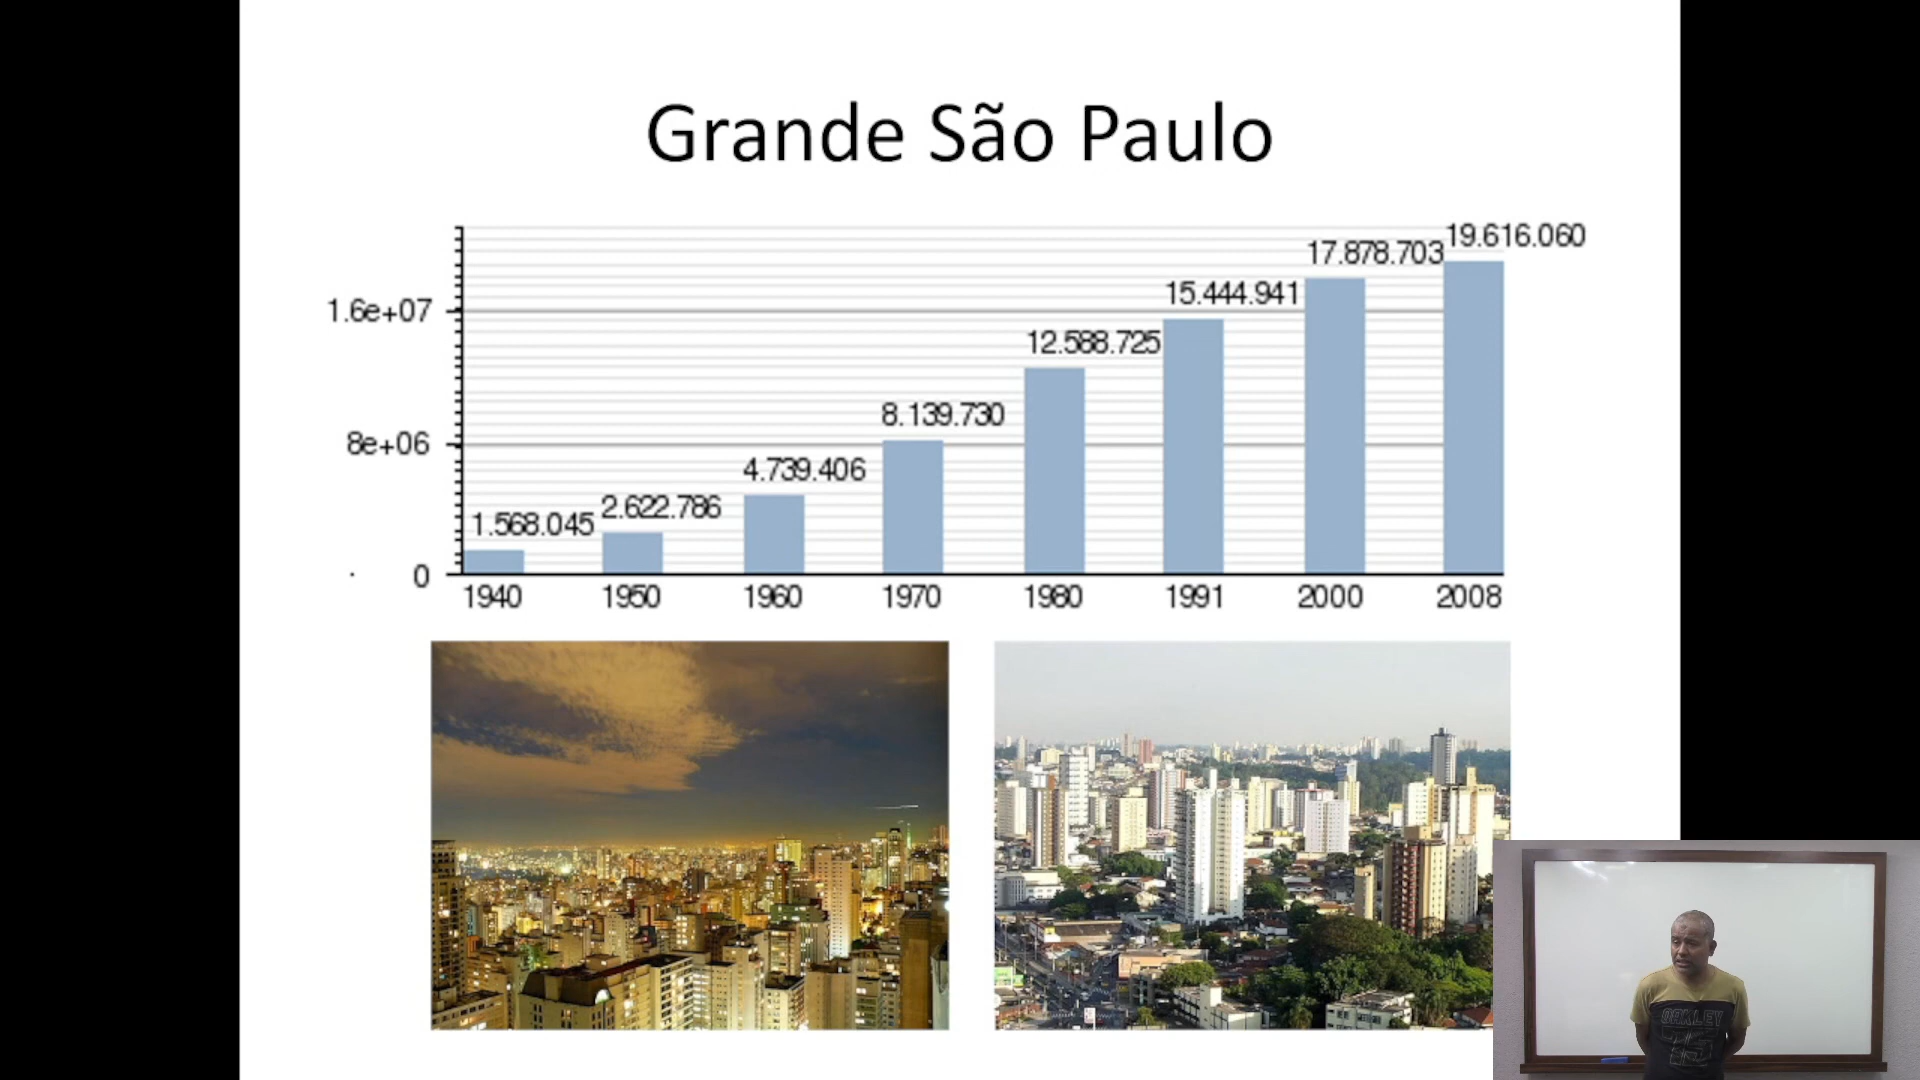 Grande São Paulo
19.616.060
17.878.703
15.444.941
1.6e+07
12.588.725
8.139.730
8e+06
4.739.406
2.622.786
1.568.045
0
1940 1950 1960 1970 1980 1991 2000 2008
OAKLEY